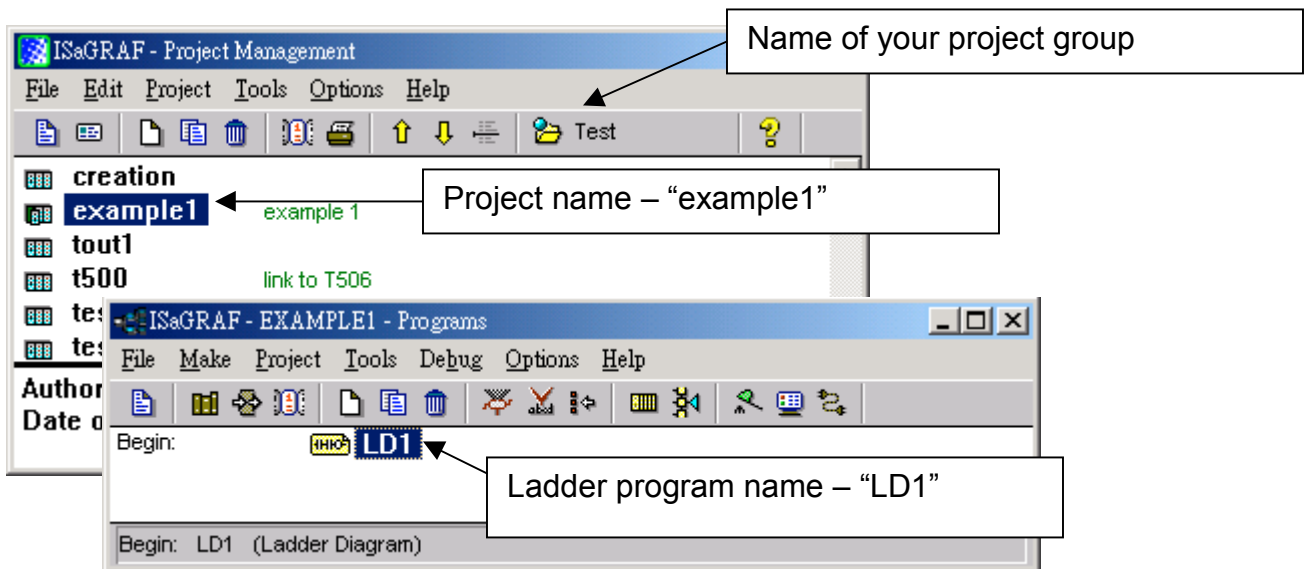 Name of your project group
ISaGRAF - Project Management
File Edit Project Tools Options Help
Test
creation
example1 example 1
Project name – “example1”
tout1
t500 link to T506
ISaGRAF - EXAMPLE1 - Programs
File Make Project Tools Debug Options Help
Begin: LD1
Ladder program name – “LD1”
Begin: LD1 (Ladder Diagram)